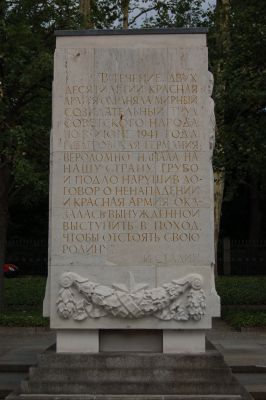 "В ТЕЧЕНИЕ ДВУХ
ДЕСЯТИЛЕТИЙ КРАСНАЯ
АРМИЯ ОХРАНЯЛА МИРНЫЙ
СОЗИДАТЕЛЬНЫЙ ТРУД
СОВЕТСКОГО НАРОДА
НО В ИЮНЕ 1941 ГОДА
ГИТЛЕРОВСКАЯ ГЕРМАНИЯ
ВЕРОЛОМНО НАПАЛА НА
НАШУ СТРАНУ, ГРУБО
И ПОДЛО НАРУШИВ ДО-
ГОВОР О НЕНАПАДЕНИИ
И КРАСНАЯ АРМИЯ ОКА-
ЗАЛАСЬ ВЫНУЖДЕННОЙ
ВЫСТУПИТЬ В ПОХОД,
ЧТОБЫ ОТСТОЯТЬ СВОЮ
РОДИНУ"
И. СТАЛИН